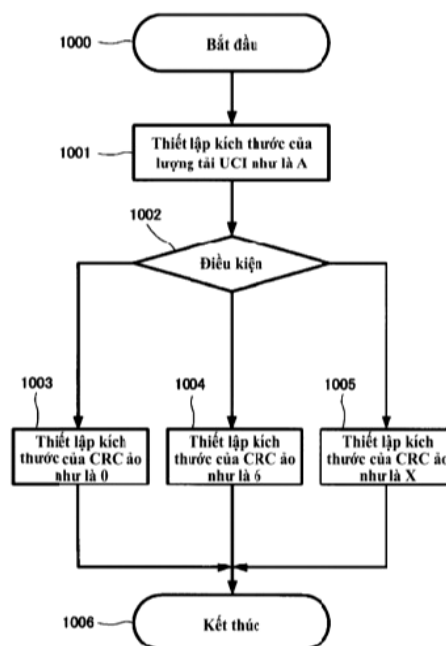 1000
Bắt đầu
1001
Thiết lập kích thước của
lượng tải UCI như là A
1002
Điều kiện
1003
Thiết lập kích
thước của CRC ảo
như là 0
1004
Thiết lập kích
thước của CRC ảo
như là 6
1005
Thiết lập kích
thước của CRC ảo
như là X
1006
Kết thúc